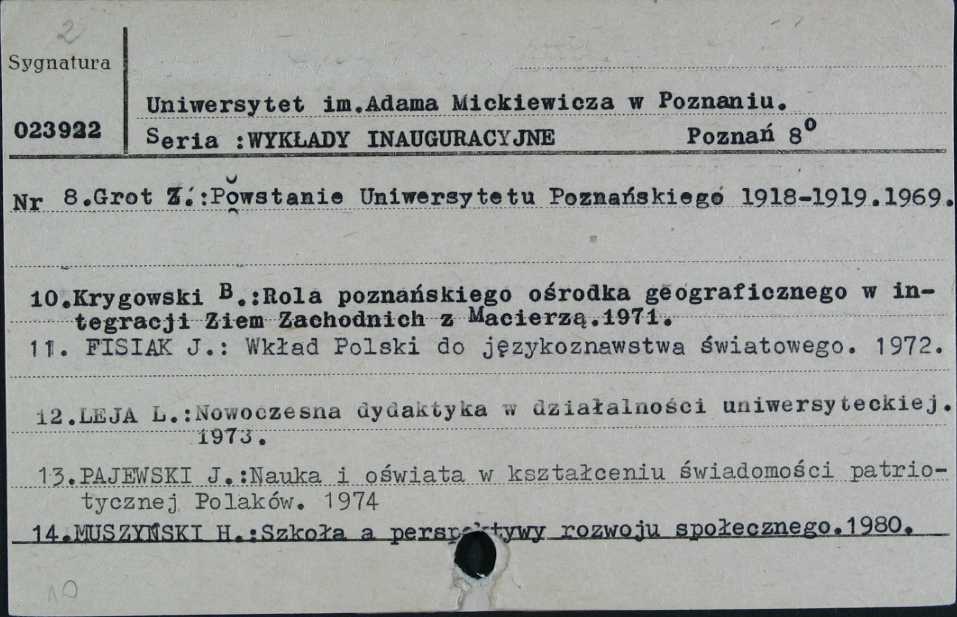 2
Sygnatura
Uniwersytet im.Adama Mickiewicza w Poznaniu.
023922
Seria :WYKŁADY INAUGURACYJNE Poznań 8⁰
Nr 8.Grot Z.:Powstanie Uniwersytetu Poznańskiego 1918-1919.1969.
10.Krygowski B.:Rola poznańskiego ośrodka geograficznego w in-
tegracji Ziem Zachodnich z Macierzą.1971.
11. FISIAK J.: Wkład Polski do językoznawstwa światowego. 1972.
12.LEJA L.:Nowoczesna dydaktyka w działalności uniwersyteckiej.
1973.
13.PAJEWSKI J.:Nauka i oświata w kształceniu świadomości patrio-
tycznej Polaków. 1974
14.MUSZYŃSKI H.:Szkoła a perspektywy rozwoju społecznego.1980.
10